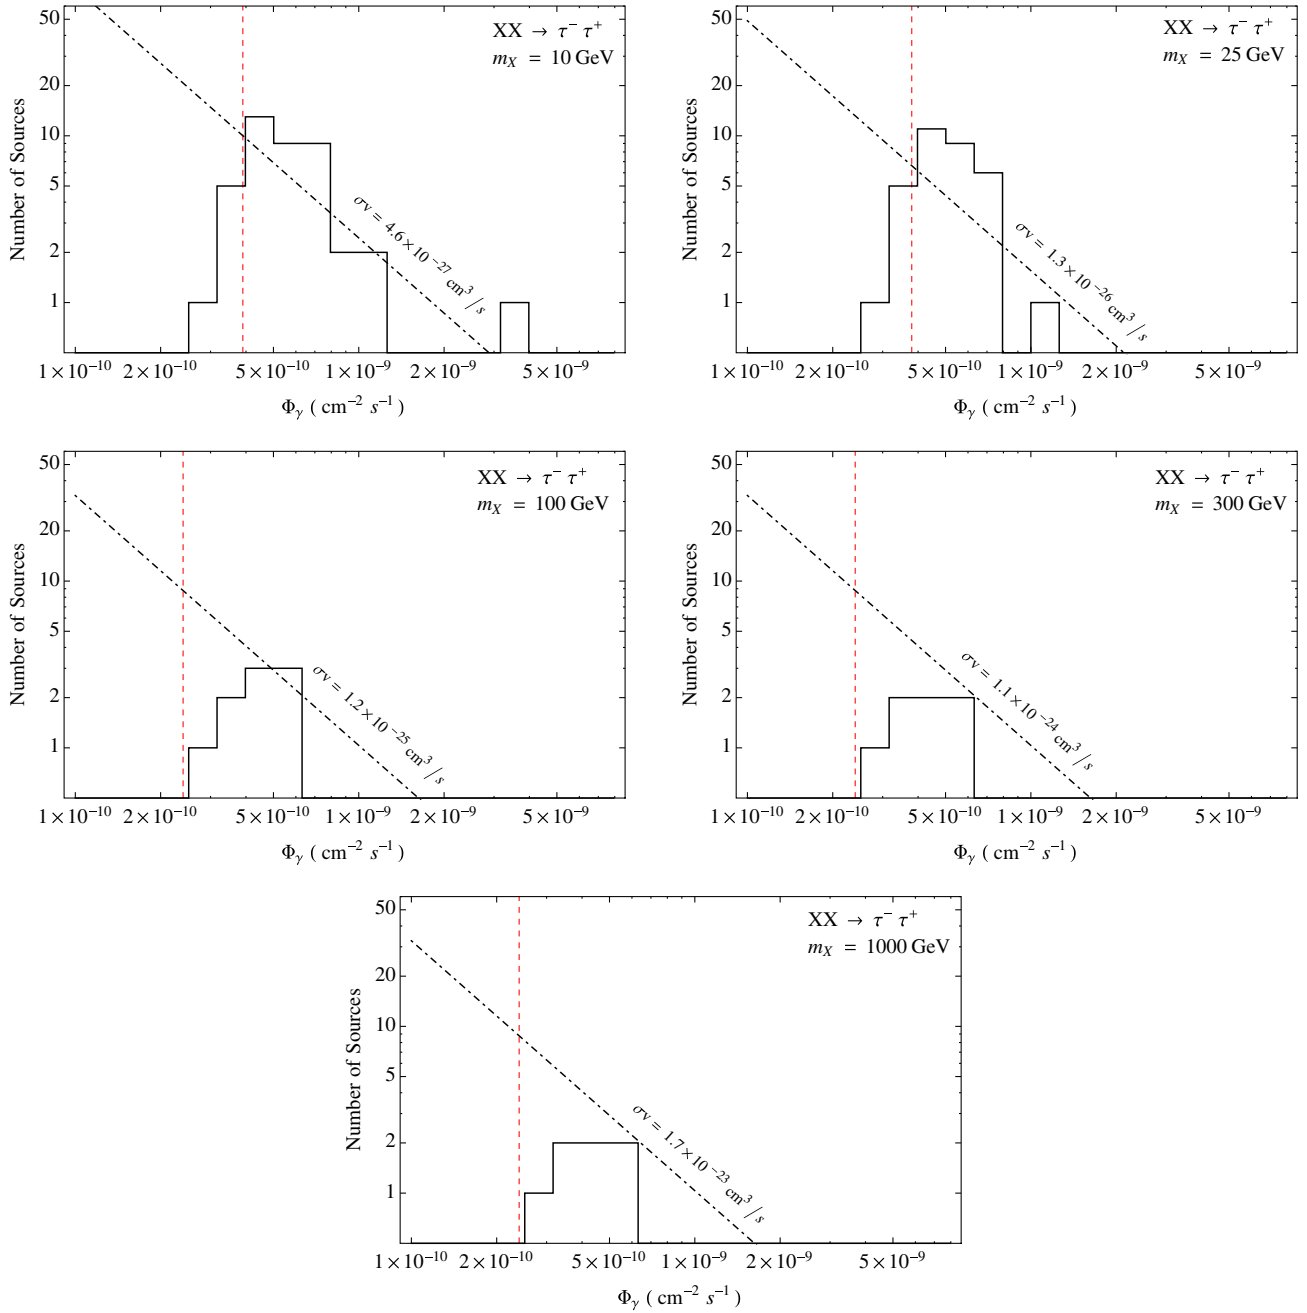 XX → τ⁻ τ⁺
m_X = 10 GeV
50
20
10
5
2
1
Number of Sources
σv = 4.6×10⁻²⁷ cm³/s
1×10⁻¹⁰ 2×10⁻¹⁰ 5×10⁻¹⁰ 1×10⁻⁹ 2×10⁻⁹ 5×10⁻⁹
Φ_γ ( cm⁻² s⁻¹ )
XX → τ⁻ τ⁺
m_X = 25 GeV
50
20
10
5
2
1
Number of Sources
σv = 1.3×10⁻²⁶ cm³/s
1×10⁻¹⁰ 2×10⁻¹⁰ 5×10⁻¹⁰ 1×10⁻⁹ 2×10⁻⁹ 5×10⁻⁹
Φ_γ ( cm⁻² s⁻¹ )
XX → τ⁻ τ⁺
m_X = 100 GeV
50
20
10
5
2
1
Number of Sources
σv = 1.2×10⁻²⁵ cm³/s
1×10⁻¹⁰ 2×10⁻¹⁰ 5×10⁻¹⁰ 1×10⁻⁹ 2×10⁻⁹ 5×10⁻⁹
Φ_γ ( cm⁻² s⁻¹ )
XX → τ⁻ τ⁺
m_X = 300 GeV
50
20
10
5
2
1
Number of Sources
σv = 1.1×10⁻²⁴ cm³/s
1×10⁻¹⁰ 2×10⁻¹⁰ 5×10⁻¹⁰ 1×10⁻⁹ 2×10⁻⁹ 5×10⁻⁹
Φ_γ ( cm⁻² s⁻¹ )
XX → τ⁻ τ⁺
m_X = 1000 GeV
50
20
10
5
2
1
Number of Sources
σv = 1.7×10⁻²³ cm³/s
1×10⁻¹⁰ 2×10⁻¹⁰ 5×10⁻¹⁰ 1×10⁻⁹ 2×10⁻⁹ 5×10⁻⁹
Φ_γ ( cm⁻² s⁻¹ )